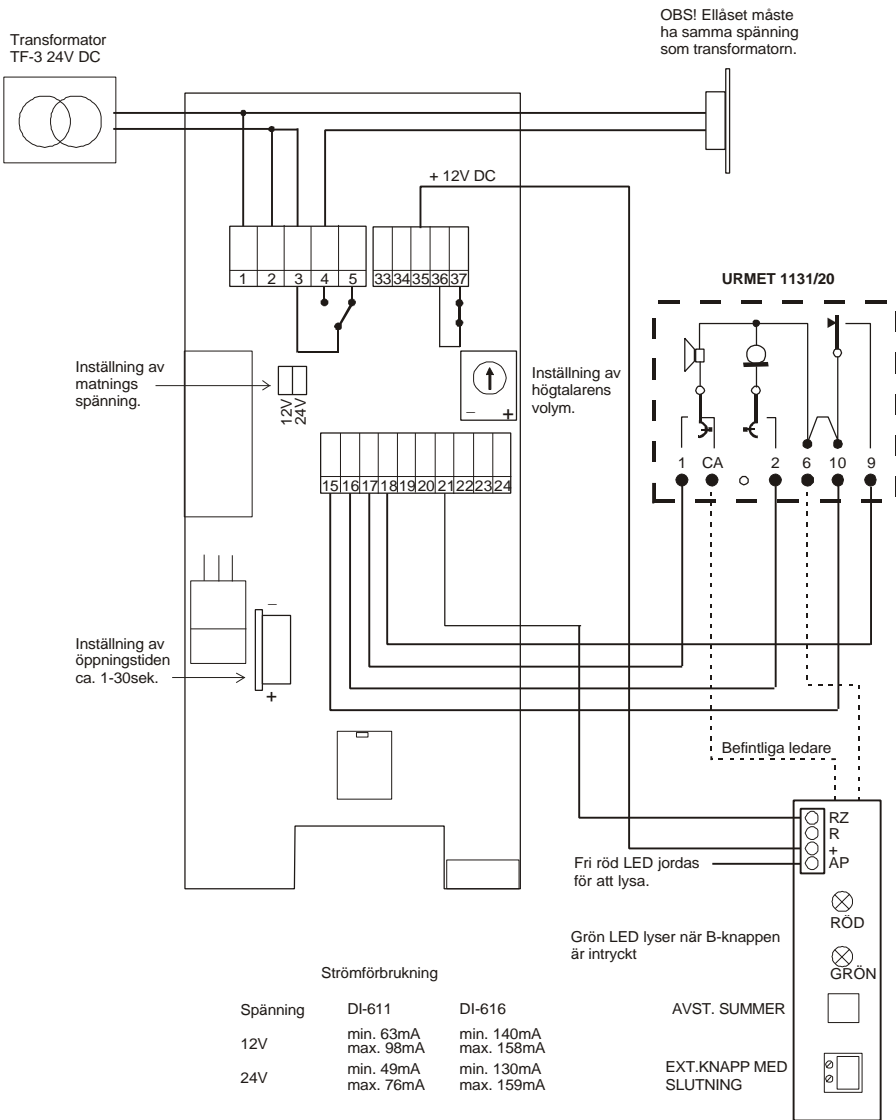 OBS! Ellåset måste
ha samma spänning
som transformatorn.
Transformator
TF-3 24V DC
+ 12V DC
1 2 3 4 5
33 34 35 36 37
URMET 1131/20
Inställning av
matnings
spänning.
12V
24V
Inställning av
högtalarens
volym.
− +
1 CA 2 6 10 9
15 16 17 18 19 20 21 22 23 24
Inställning av
öppningstiden
ca. 1-30sek.
−
+
Befintliga ledare
RZ
R
+
AP
Fri röd LED jordas
för att lysa.
RÖD
Grön LED lyser när B-knappen
är intryckt
GRÖN
Strömförbrukning
Spänning DI-611 DI-616
12V
min. 63mA min. 140mA
max. 98mA max. 158mA
24V
min. 49mA min. 130mA
max. 76mA max. 159mA
AVST. SUMMER
EXT.KNAPP MED
SLUTNING